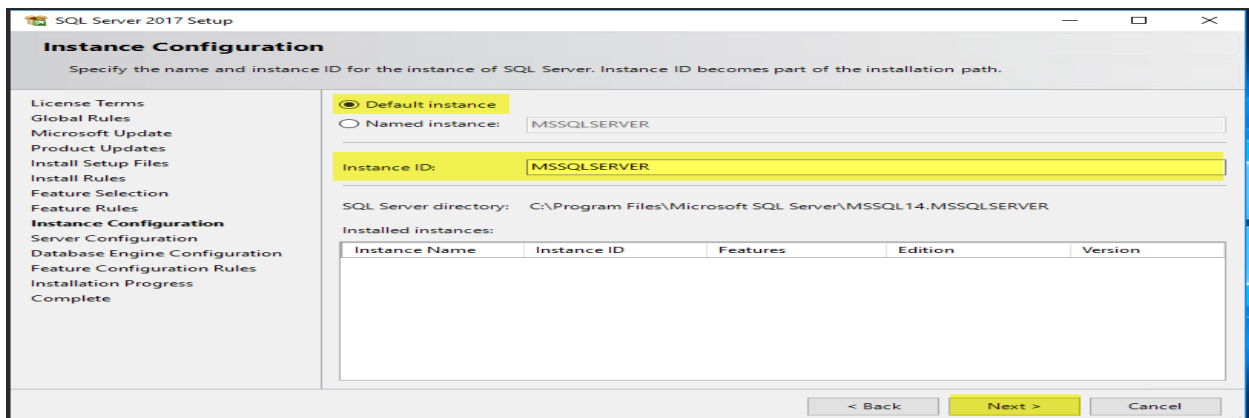 SQL Server 2017 Setup
Instance Configuration
Specify the name and instance ID for the instance of SQL Server. Instance ID becomes part of the installation path.
License Terms
Global Rules
Microsoft Update
Product Updates
Install Setup Files
Install Rules
Feature Selection
Feature Rules
Instance Configuration
Server Configuration
Database Engine Configuration
Feature Configuration Rules
Installation Progress
Complete
Default instance
Named instance: MSSQLSERVER
Instance ID: MSSQLSERVER
SQL Server directory: C:\Program Files\Microsoft SQL Server\MSSQL14.MSSQLSERVER
Installed instances:
Instance Name Instance ID Features Edition Version
< Back Next > Cancel